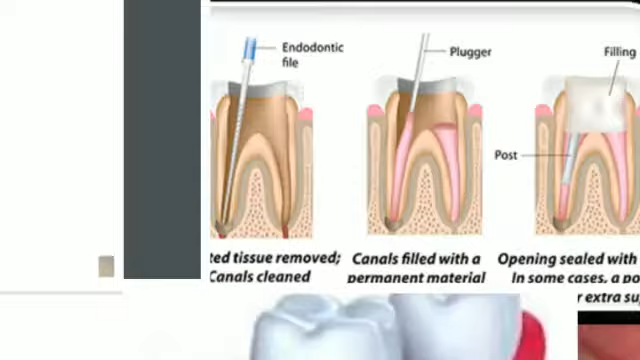 Endodontic
file
Plugger
Filling
Post
ted tissue removed;
Canals cleaned
Canals filled with a
permanent material
Opening sealed with
In some cases, a po
r extra su